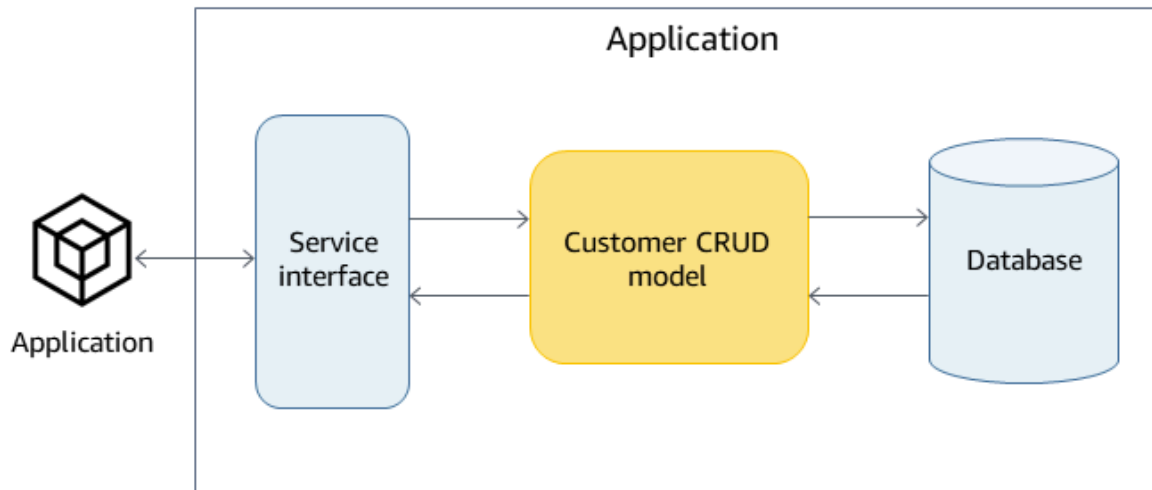 Application
Service
interface
Customer CRUD
model
Database
Application